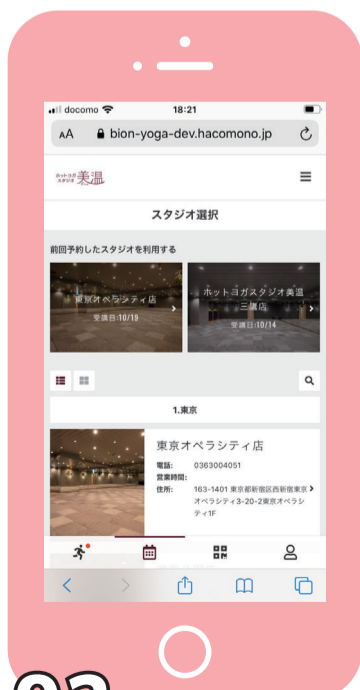 docomo 18:21
AA bion-yoga-dev.hacomono.jp
ホットヨガスタジオ 美温
スタジオ選択
前回予約したスタジオを利用する
東京オペラシティ店
受講日:10/19
ホットヨガスタジオ美温
三鷹店
受講日:10/14
1.東京
東京オペラシティ店
電話: 0363004051
営業時間:
住所: 163-1401 東京都新宿区西新宿東京
オペラシティ3-20-2東京オペラシ
ティ1F